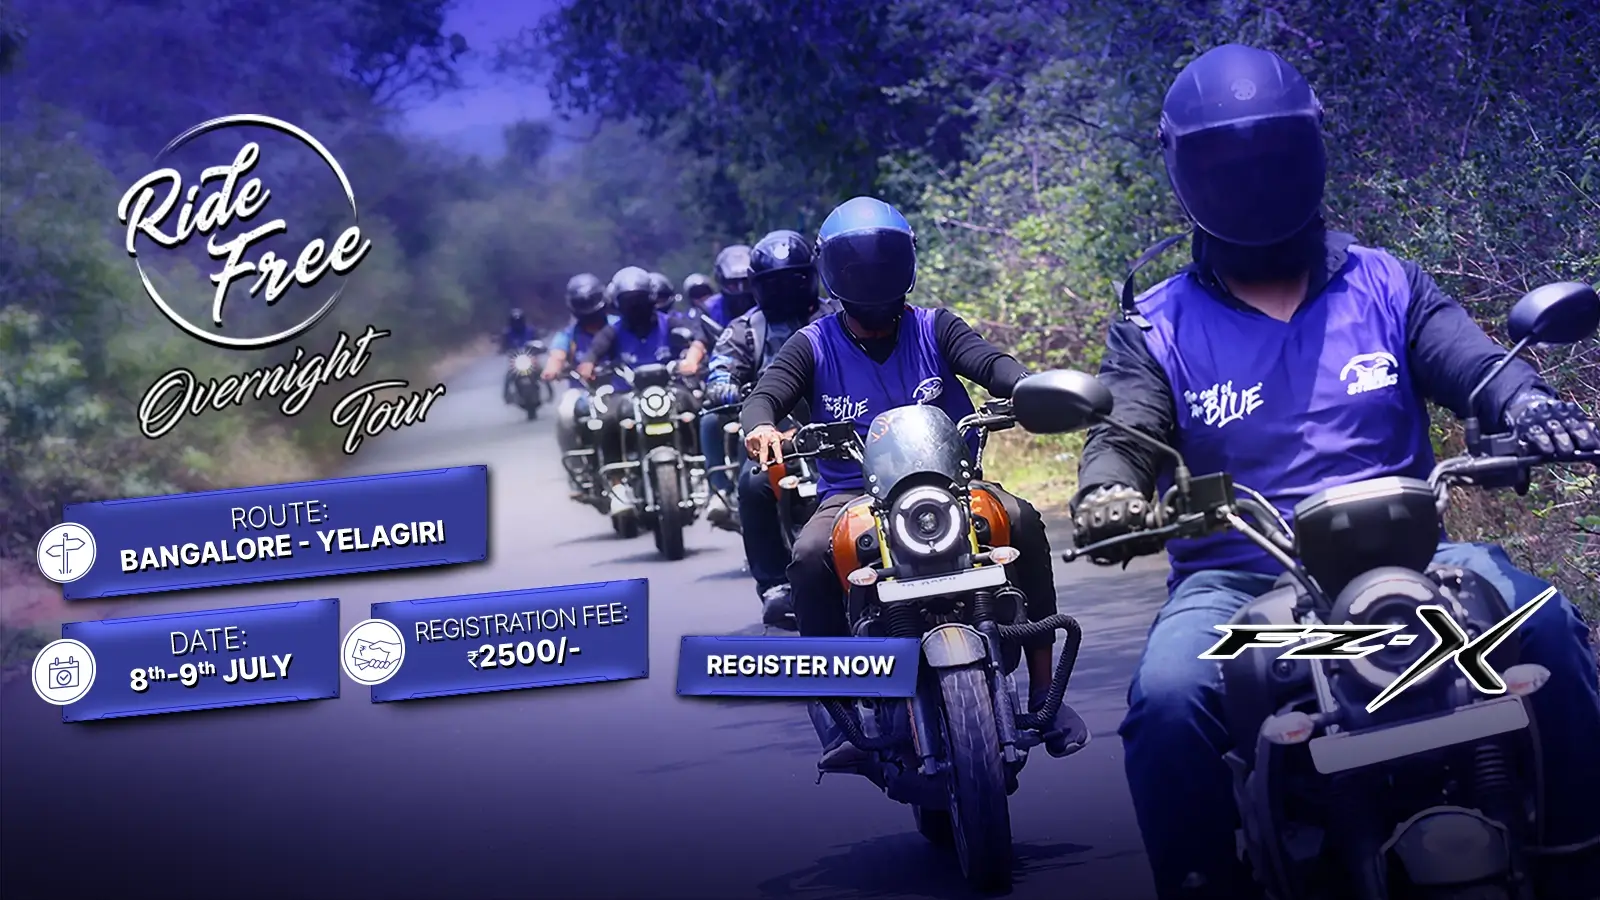 Ride
Free
Overnight
Tour
ROUTE:
BANGALORE - YELAGIRI
DATE:
8th-9th JULY
REGISTRATION FEE:
₹2500/-
REGISTER NOW
The call of
The BLUE
The call of
The BLUE
FZ-X